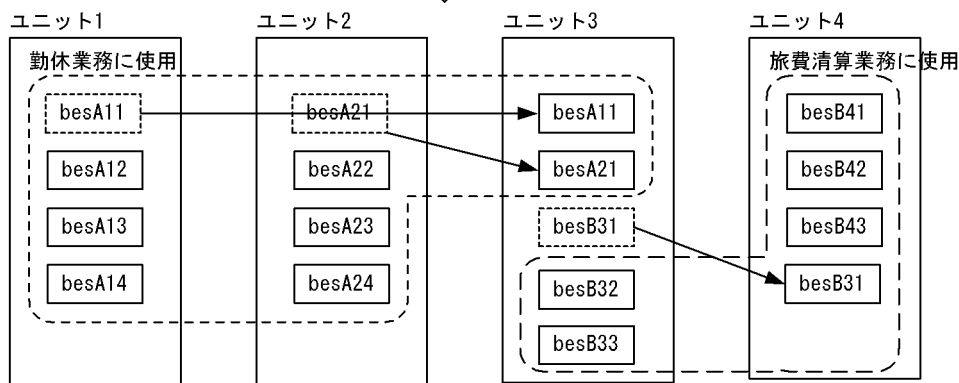 ユニット1 ユニット2 ユニット3 ユニット4
勤休業務に使用 旅費清算業務に使用
besA11 besA21 besA11 besB41
besA12 besA22 besA21 besB42
besA13 besA23 besB31 besB43
besA14 besA24 besB32 besB31
besB33